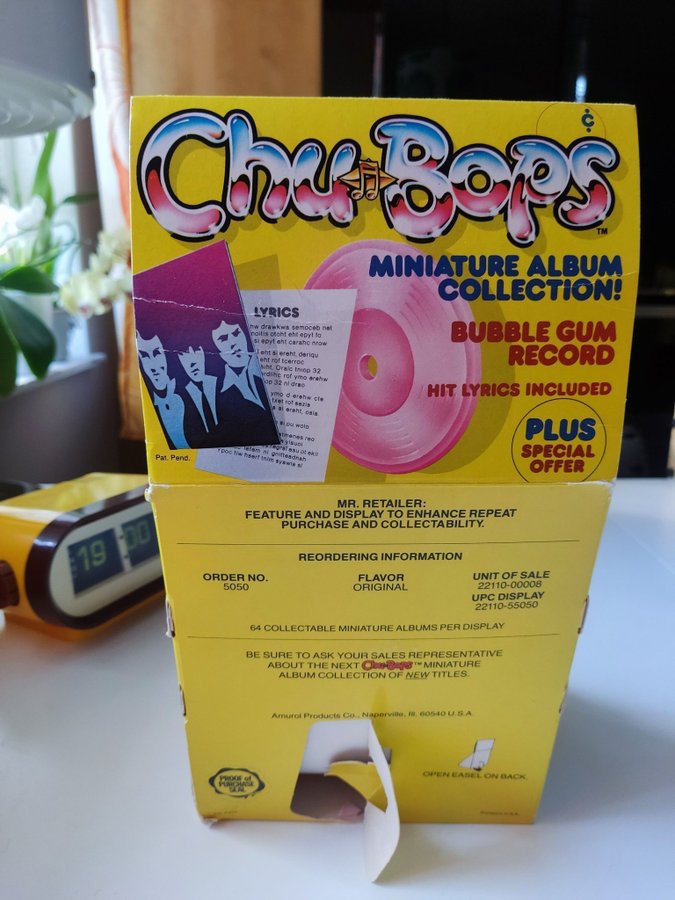 Chu Bops™
¢
MINIATURE ALBUM
COLLECTION!
LYRICS
BUBBLE GUM
RECORD
HIT LYRICS INCLUDED
PLUS
SPECIAL
OFFER
Pat. Pend.
MR. RETAILER:
FEATURE AND DISPLAY TO ENHANCE REPEAT
PURCHASE AND COLLECTABILITY.
REORDERING INFORMATION
ORDER NO.
5050
FLAVOR
ORIGINAL
UNIT OF SALE
22110-00008
UPC DISPLAY
22110-55050
64 COLLECTABLE MINIATURE ALBUMS PER DISPLAY
BE SURE TO ASK YOUR SALES REPRESENTATIVE
ABOUT THE NEXT Chu-Bops™ MINIATURE
ALBUM COLLECTION OF NEW TITLES.
Amurol Products Co., Naperville, Ill. 60540 U.S.A.
PROOF of
PURCHASE
SEAL
OPEN EASEL ON BACK.
19 00